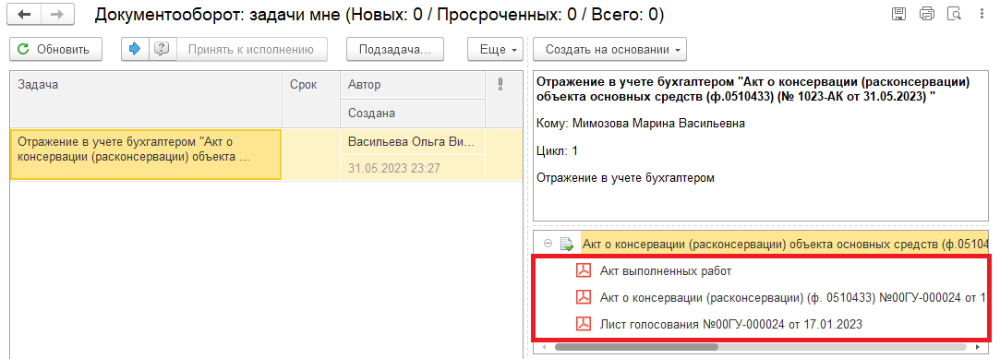 Документооборот: задачи мне (Новых: 0 / Просроченных: 0 / Всего: 0)
Обновить
Принять к исполнению
Подзадача...
Еще
Создать на основании
Задача
Срок
Автор
Создана
Отражение в учете бухгалтером "Акт о
консервации (расконсервации) объекта ...
Васильева Ольга Ви...
31.05.2023 23:27
Отражение в учете бухгалтером "Акт о консервации (расконсервации)
объекта основных средств (ф.0510433) (№ 1023-АК от 31.05.2023) "
Кому: Мимозова Марина Васильевна
Цикл: 1
Отражение в учете бухгалтером
Акт о консервации (расконсервации) объекта основных средств (ф.05104
Акт выполненных работ
Акт о консервации (расконсервации) (ф. 0510433) №00ГУ-000024 от 1
Лист голосования №00ГУ-000024 от 17.01.2023